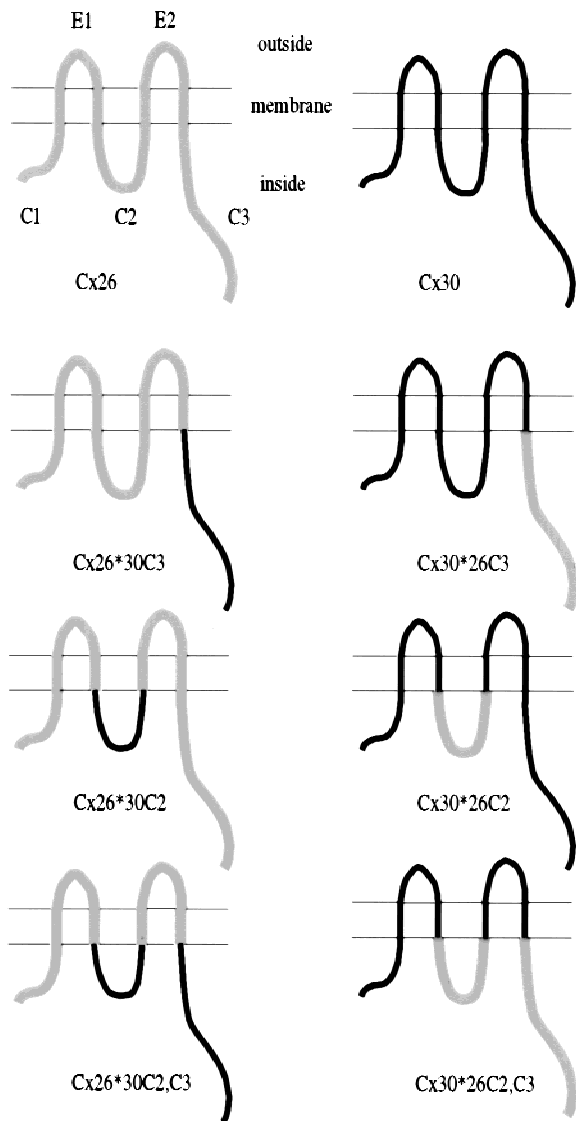 E1 E2
outside
membrane
inside
C1 C2 C3
Cx26 Cx30
Cx26*30C3 Cx30*26C3
Cx26*30C2 Cx30*26C2
Cx26*30C2,C3 Cx30*26C2,C3